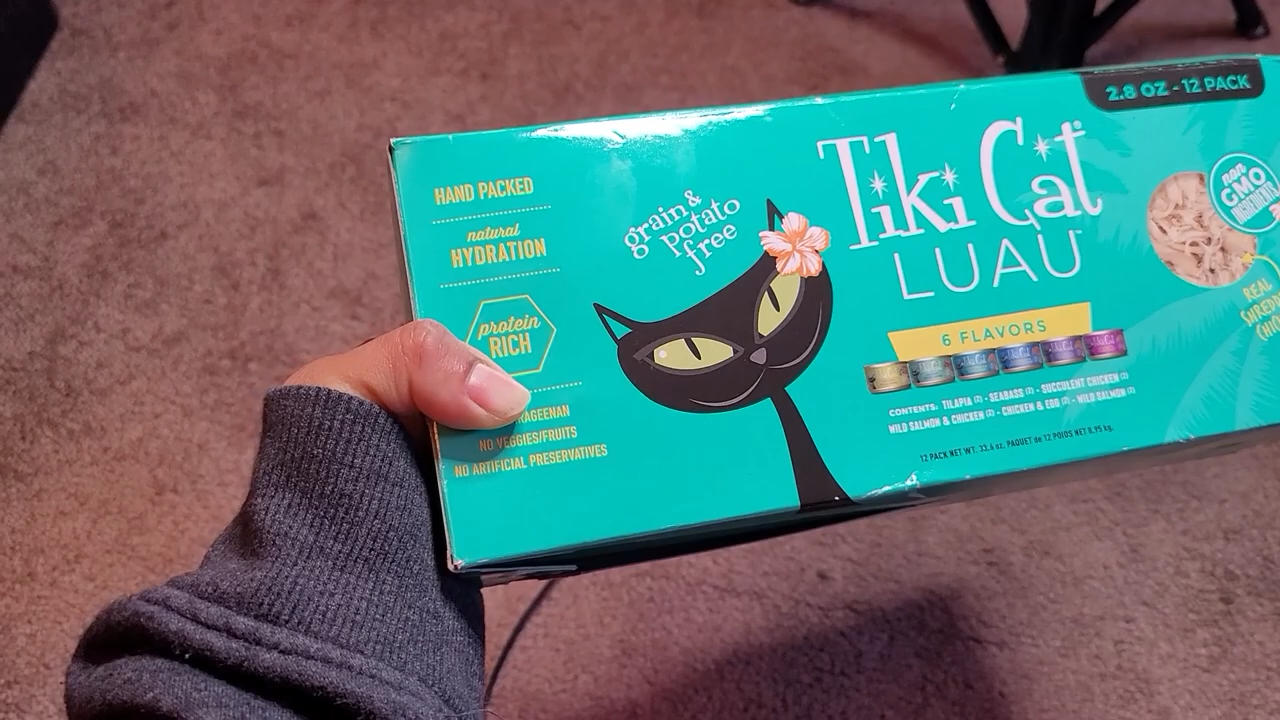 2.8 OZ - 12 PACK
HAND PACKED
natural
HYDRATION
protein
RICH
NO VEGGIES/FRUITS
NO ARTIFICIAL PRESERVATIVES
grain &
potato
free
Tiki Cat
LUAU
6 FLAVORS
CONTENTS: TILAPIA (2) - SEABASS (2) - SUCCULENT CHICKEN (2)
WILD SALMON & CHICKEN (2) - CHICKEN & EGG (2) - WILD SALMON (2)
12 PACK NET WT. 33.6 oz. PAQUET de 12 POIDS NET
non
GMO
INGREDIENTS
REAL